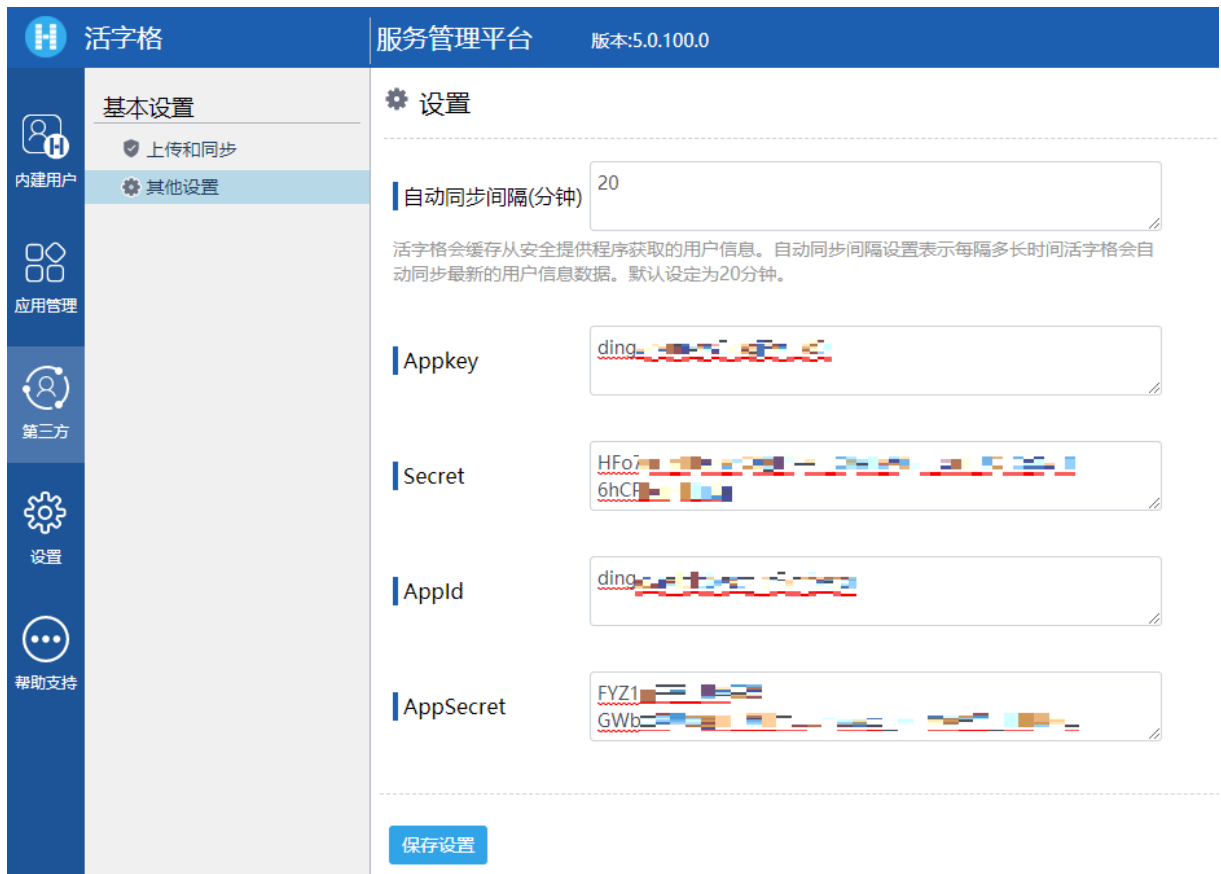 活字格
服务管理平台
版本:5.0.100.0
内建用户
应用管理
第三方
设置
帮助支持
基本设置
上传和同步
其他设置
设置
自动同步间隔(分钟)
20
活字格会缓存从安全提供程序获取的用户信息。自动同步间隔设置表示每隔多长时间活字格会自
动同步最新的用户信息数据。默认设定为20分钟。
Appkey
ding
Secret
HFo7
6hCF
AppId
ding
AppSecret
FYZ1
GWb
保存设置